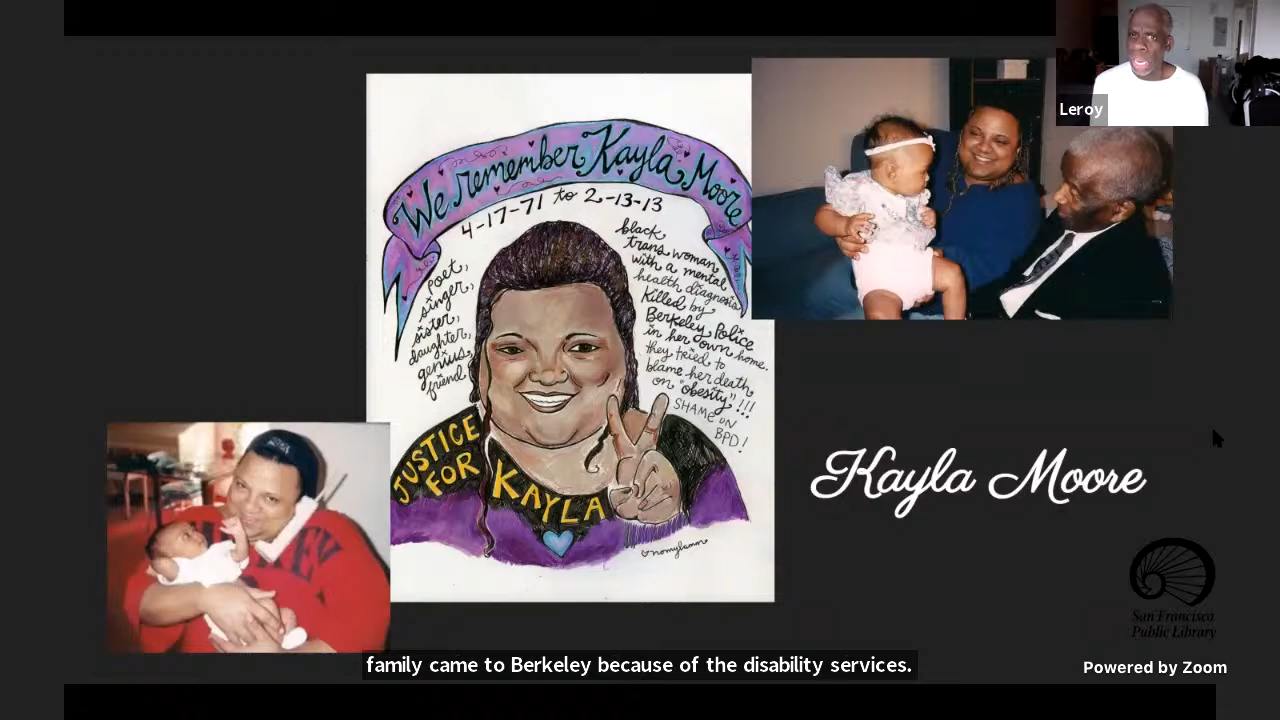 Leroy
We remember Kayla Moore
4-17-71 to 2-13-13
poet,
singer,
sister,
daughter,
genius,
friend
black
trans woman
with a mental
health diagnosis
killed by
Berkeley Police
in her own home.
they tried to
blame her death
on "obesity"!!!
SHAME ON
BPD!
JUSTICE
FOR
KAYLA
nomylamm
Kayla Moore
San Francisco
Public Library
family came to Berkeley because of the disability services.
Powered by Zoom